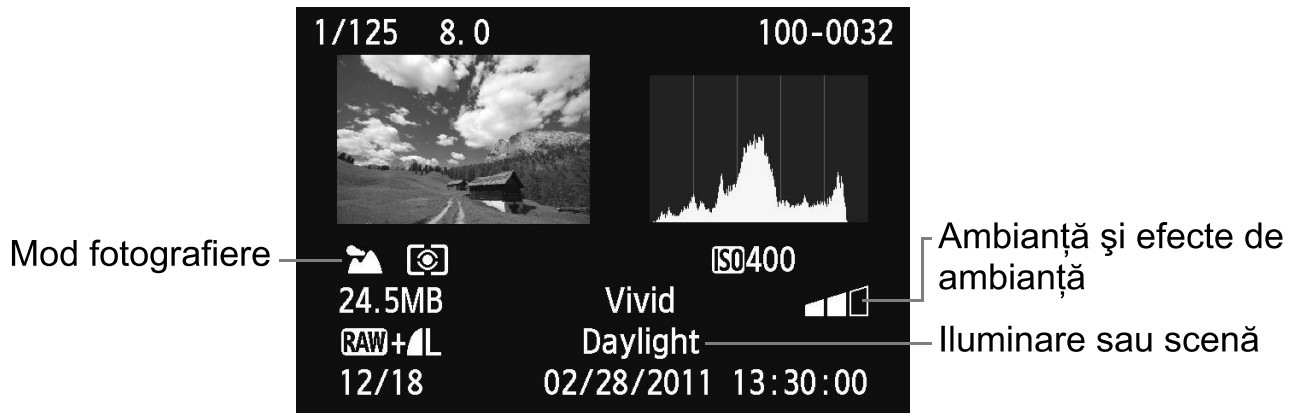 1/125 8.0 100-0032
Mod fotografiere
ISO400
Ambianță şi efecte de
ambianță
24.5MB Vivid
RAW+L Daylight
Iluminare sau scenă
12/18 02/28/2011 13:30:00